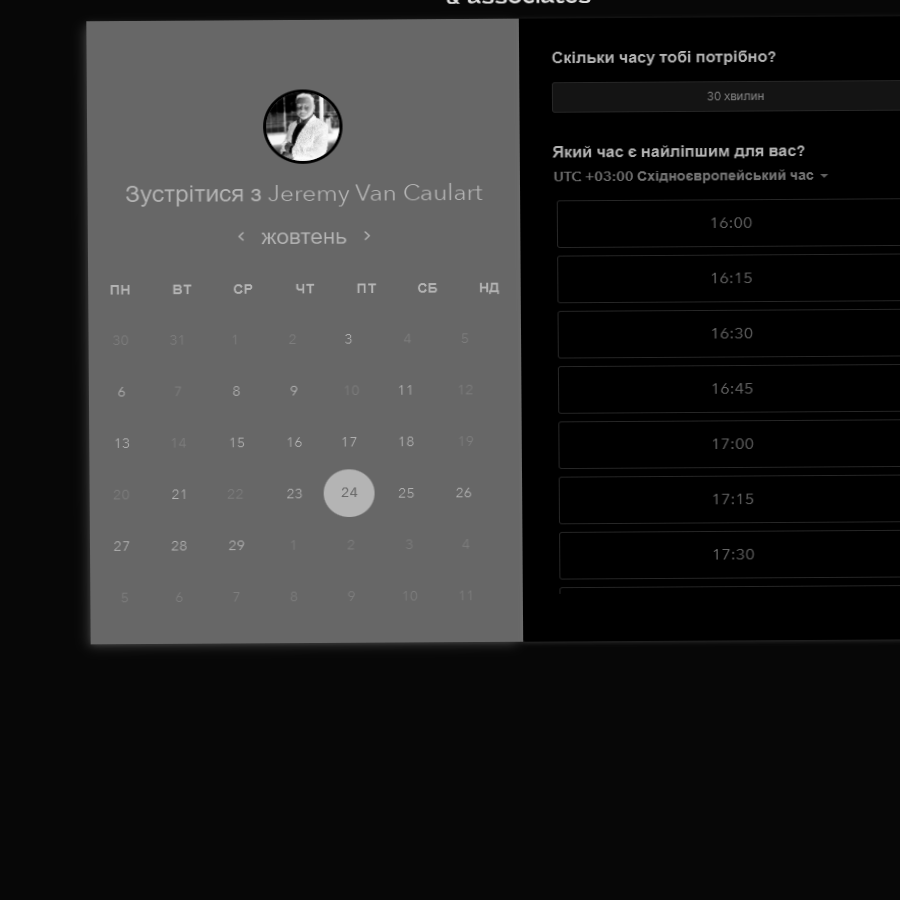 & associates
Зустрітися з Jeremy Van Caulart
< жовтень >
ПН ВТ СР ЧТ ПТ СБ НД
30 31 1 2 3 4 5
6 7 8 9 10 11 12
13 14 15 16 17 18 19
20 21 22 23 24 25 26
27 28 29 1 2 3 4
5 6 7 8 9 10 11
Скільки часу тобі потрібно?
30 хвилин
Який час є найліпшим для вас?
UTC +03:00 Східноєвропейський час
16:00
16:15
16:30
16:45
17:00
17:15
17:30